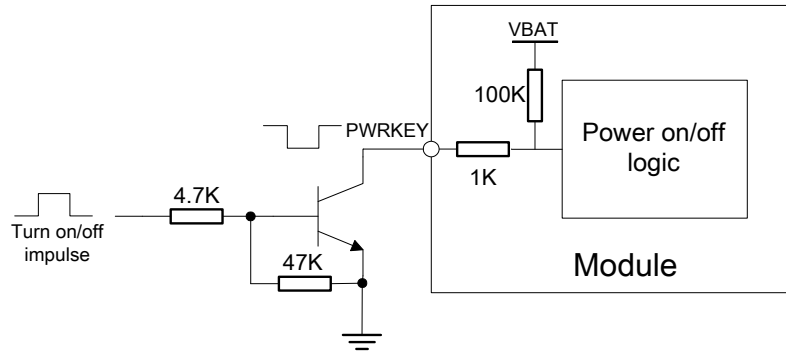 VBAT
100K
Power on/off
logic
PWRKEY
1K
4.7K
Turn on/off
impulse
47K
Module